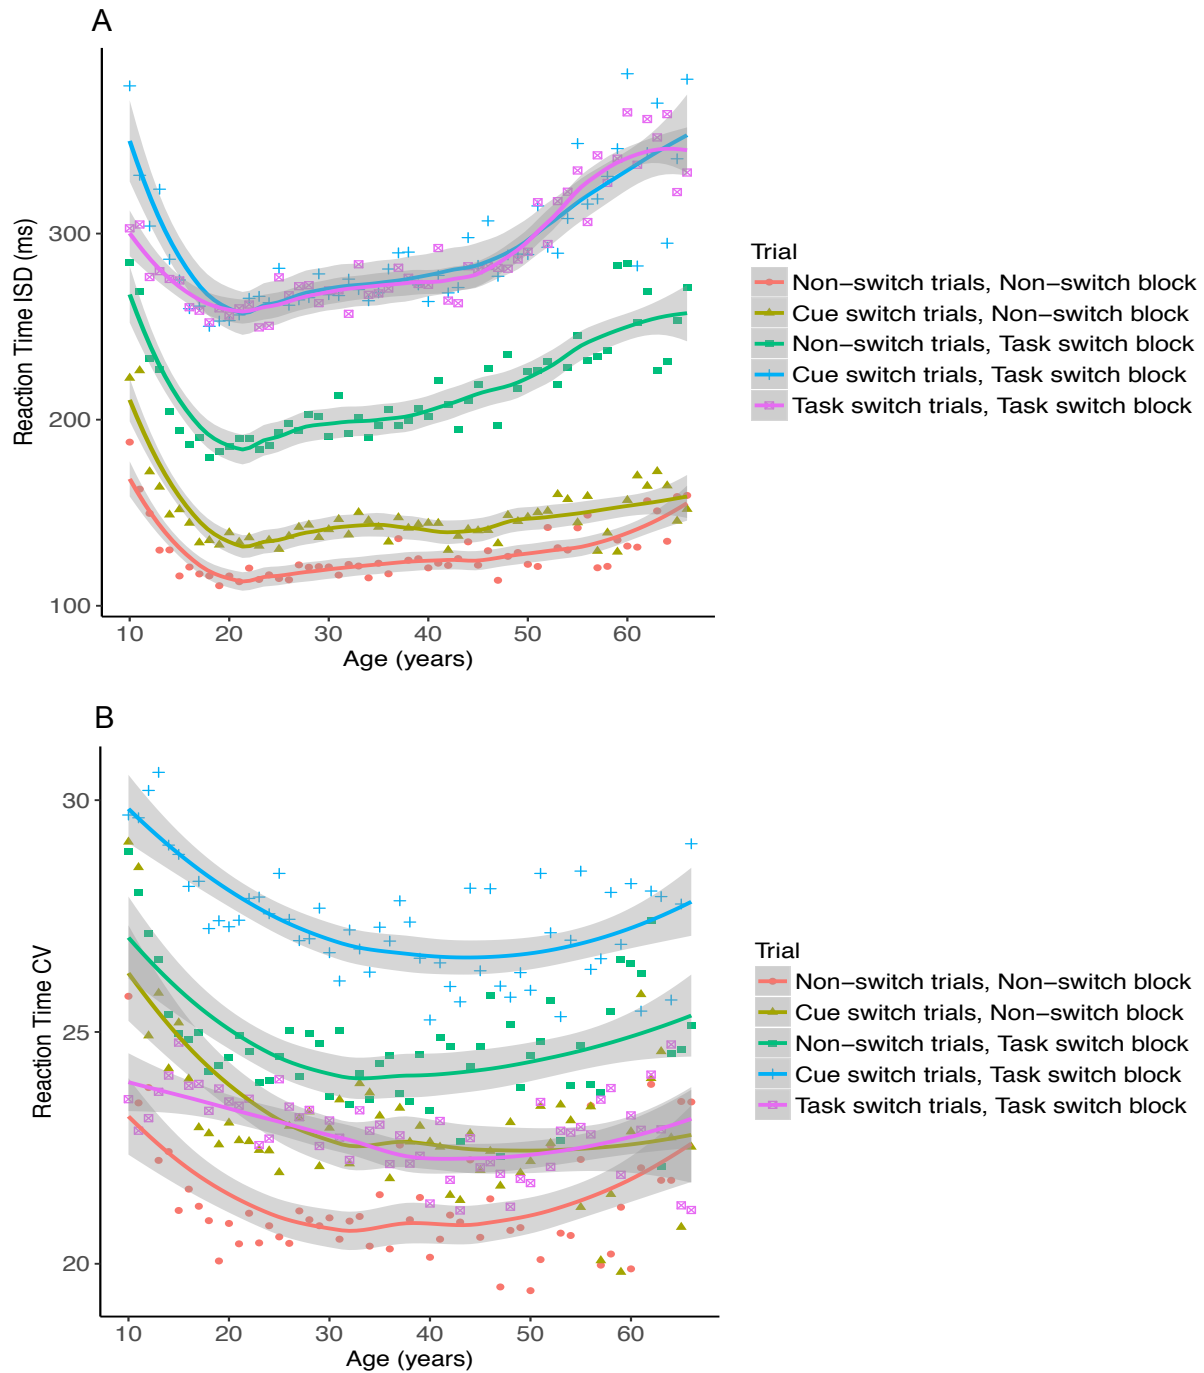 A
Reaction Time ISD (ms)
300
200
100
10 20 30 40 50 60
Age (years)
Trial
Non−switch trials, Non−switch block
Cue switch trials, Non−switch block
Non−switch trials, Task switch block
Cue switch trials, Task switch block
Task switch trials, Task switch block
B
Reaction Time CV
30
25
20
10 20 30 40 50 60
Age (years)
Trial
Non−switch trials, Non−switch block
Cue switch trials, Non−switch block
Non−switch trials, Task switch block
Cue switch trials, Task switch block
Task switch trials, Task switch block